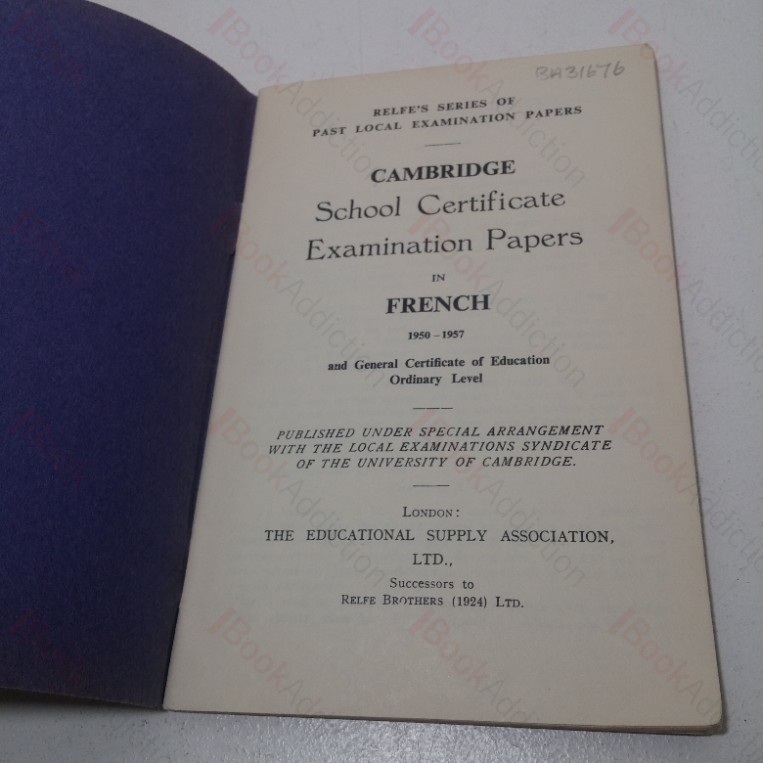 BA31676
RELFE'S SERIES OF
PAST LOCAL EXAMINATION PAPERS
CAMBRIDGE
School Certificate
Examination Papers
IN
FRENCH
1950 – 1957
and General Certificate of Education
Ordinary Level
PUBLISHED UNDER SPECIAL ARRANGEMENT
WITH THE LOCAL EXAMINATIONS SYNDICATE
OF THE UNIVERSITY OF CAMBRIDGE.
LONDON:
THE EDUCATIONAL SUPPLY ASSOCIATION,
LTD.,
Successors to
RELFE BROTHERS (1924) LTD.
BookAddiction